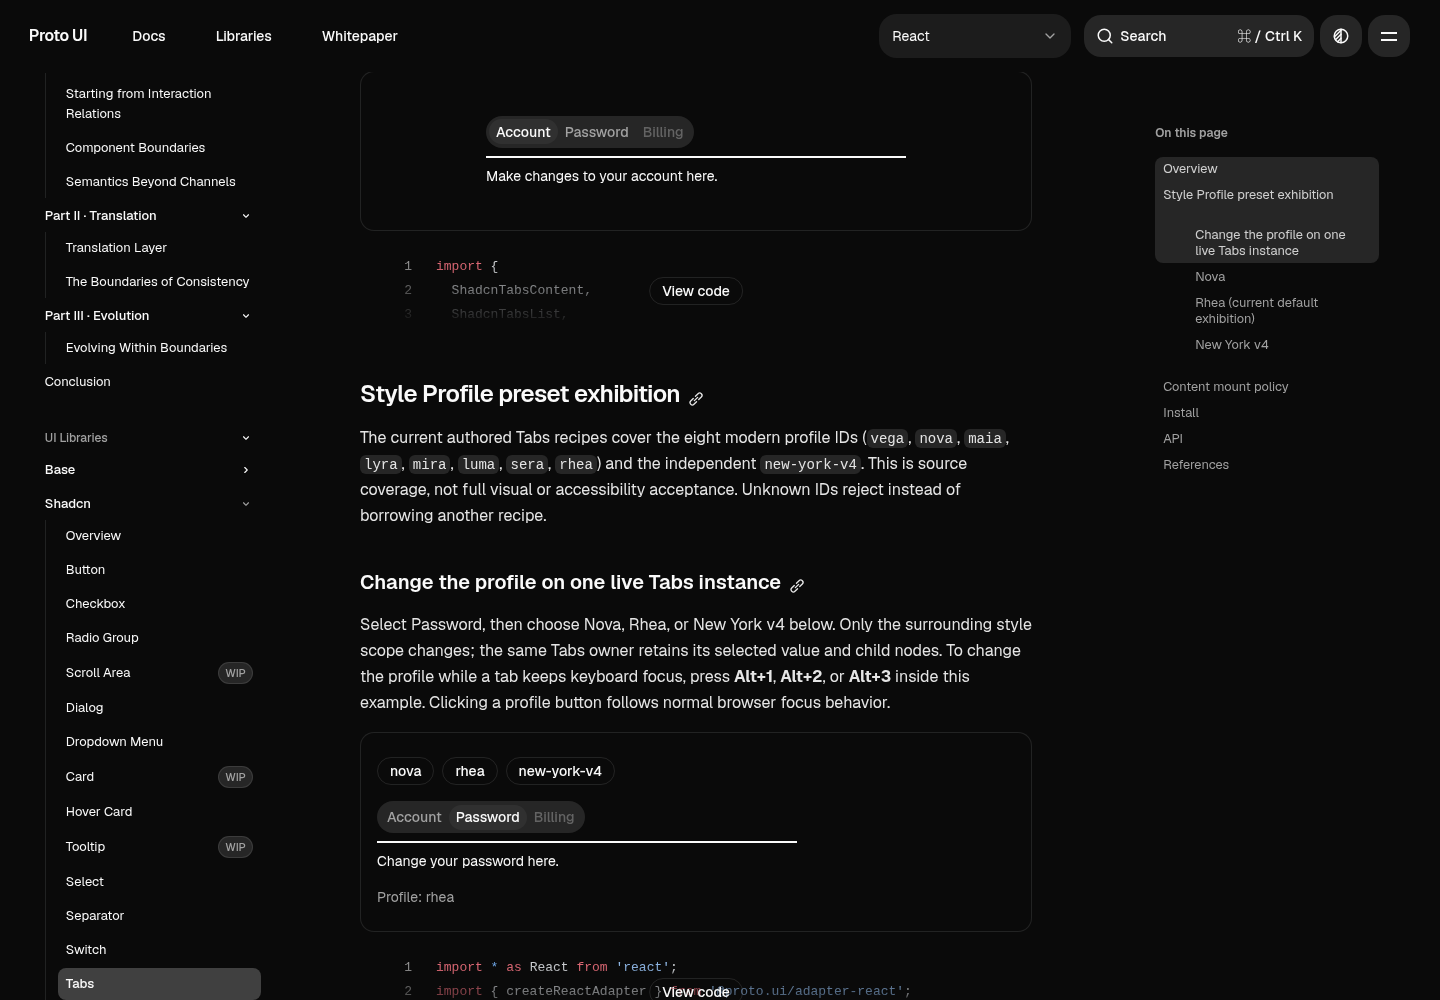 Proto UI
Docs
Libraries
Whitepaper
React
Search
⌘ / Ctrl K
Starting from Interaction
Relations
Component Boundaries
Semantics Beyond Channels
Part II · Translation
Translation Layer
The Boundaries of Consistency
Part III · Evolution
Evolving Within Boundaries
Conclusion
UI Libraries
Base
Shadcn
Overview
Button
Checkbox
Radio Group
Scroll Area WIP
Dialog
Dropdown Menu
Card WIP
Hover Card
Tooltip WIP
Select
Separator
Switch
Tabs
Account Password Billing
Make changes to your account here.
1 import {
2 ShadcnTabsContent,
3 ShadcnTabsList,
View code
Style Profile preset exhibition
The current authored Tabs recipes cover the eight modern profile IDs (vega, nova, maia,
lyra, mira, luma, sera, rhea) and the independent new-york-v4. This is source
coverage, not full visual or accessibility acceptance. Unknown IDs reject instead of
borrowing another recipe.
Change the profile on one live Tabs instance
Select Password, then choose Nova, Rhea, or New York v4 below. Only the surrounding style
scope changes; the same Tabs owner retains its selected value and child nodes. To change
the profile while a tab keeps keyboard focus, press Alt+1, Alt+2, or Alt+3 inside this
example. Clicking a profile button follows normal browser focus behavior.
nova rhea new-york-v4
Account Password Billing
Change your password here.
Profile: rhea
1 import * as React from 'react';
2 import { createReactAdapter } from '@proto.ui/adapter-react';
View code
On this page
Overview
Style Profile preset exhibition
Change the profile on one
live Tabs instance
Nova
Rhea (current default
exhibition)
New York v4
Content mount policy
Install
API
References